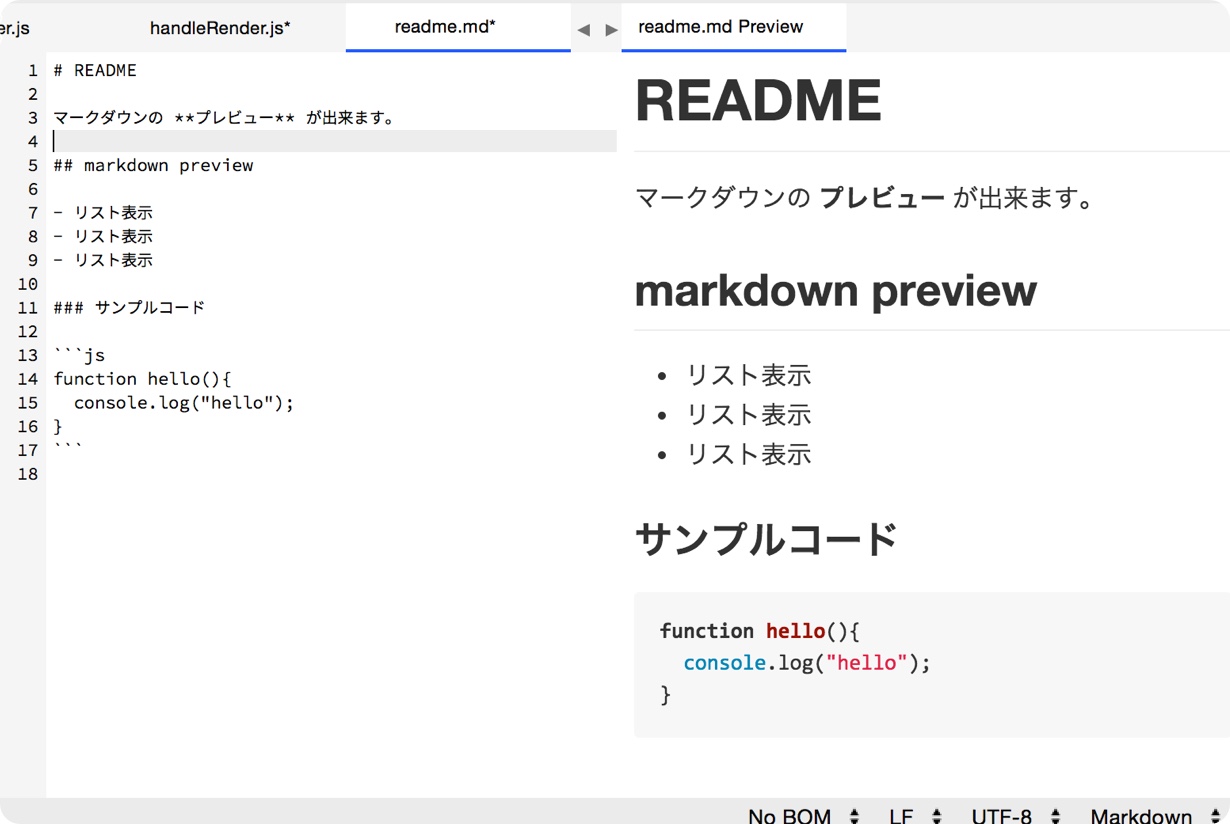 er.js
handleRender.js*
readme.md*
◀ ▶
readme.md Preview
1 # README
2
3 マークダウンの **プレビュー** が出来ます。
4
5 ## markdown preview
6
7 - リスト表示
8 - リスト表示
9 - リスト表示
10
11 ### サンプルコード
12
13 ```js
14 function hello(){
15   console.log("hello");
16 }
17 ```
18
README
マークダウンの プレビュー が出来ます。
markdown preview
• リスト表示
• リスト表示
• リスト表示
サンプルコード
function hello(){
  console.log("hello");
}
No BOM LF UTF-8 Markdown